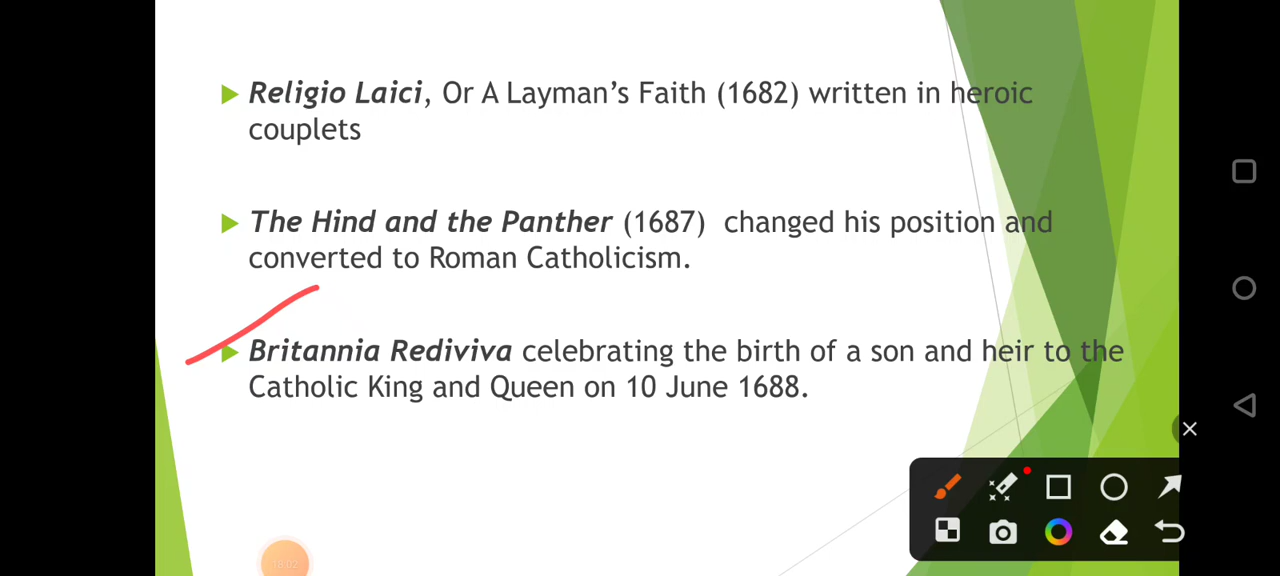 Religio Laici, Or A Layman's Faith (1682) written in heroic
couplets
The Hind and the Panther (1687) changed his position and
converted to Roman Catholicism.
Britannia Rediviva celebrating the birth of a son and heir to the
Catholic King and Queen on 10 June 1688.
18:02